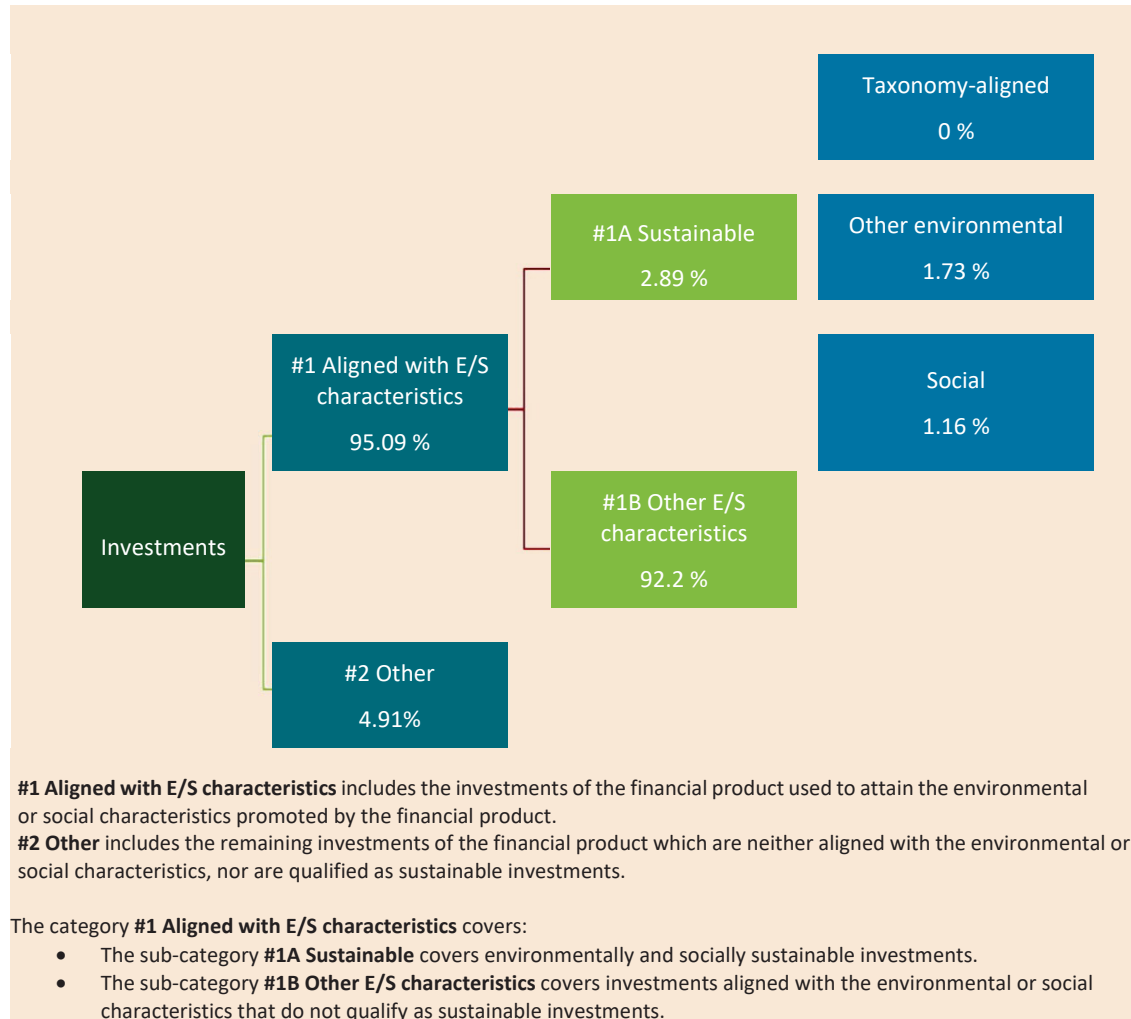 Taxonomy-aligned
0 %
#1A Sustainable
2.89 %
Other environmental
1.73 %
#1 Aligned with E/S
characteristics
95.09 %
Social
1.16 %
Investments
#1B Other E/S
characteristics
92.2 %
#2 Other
4.91%
#1 Aligned with E/S characteristics includes the investments of the financial product used to attain the environmental
or social characteristics promoted by the financial product.
#2 Other includes the remaining investments of the financial product which are neither aligned with the environmental or
social characteristics, nor are qualified as sustainable investments.
The category #1 Aligned with E/S characteristics covers:
• The sub-category #1A Sustainable covers environmentally and socially sustainable investments.
• The sub-category #1B Other E/S characteristics covers investments aligned with the environmental or social
characteristics that do not qualify as sustainable investments.